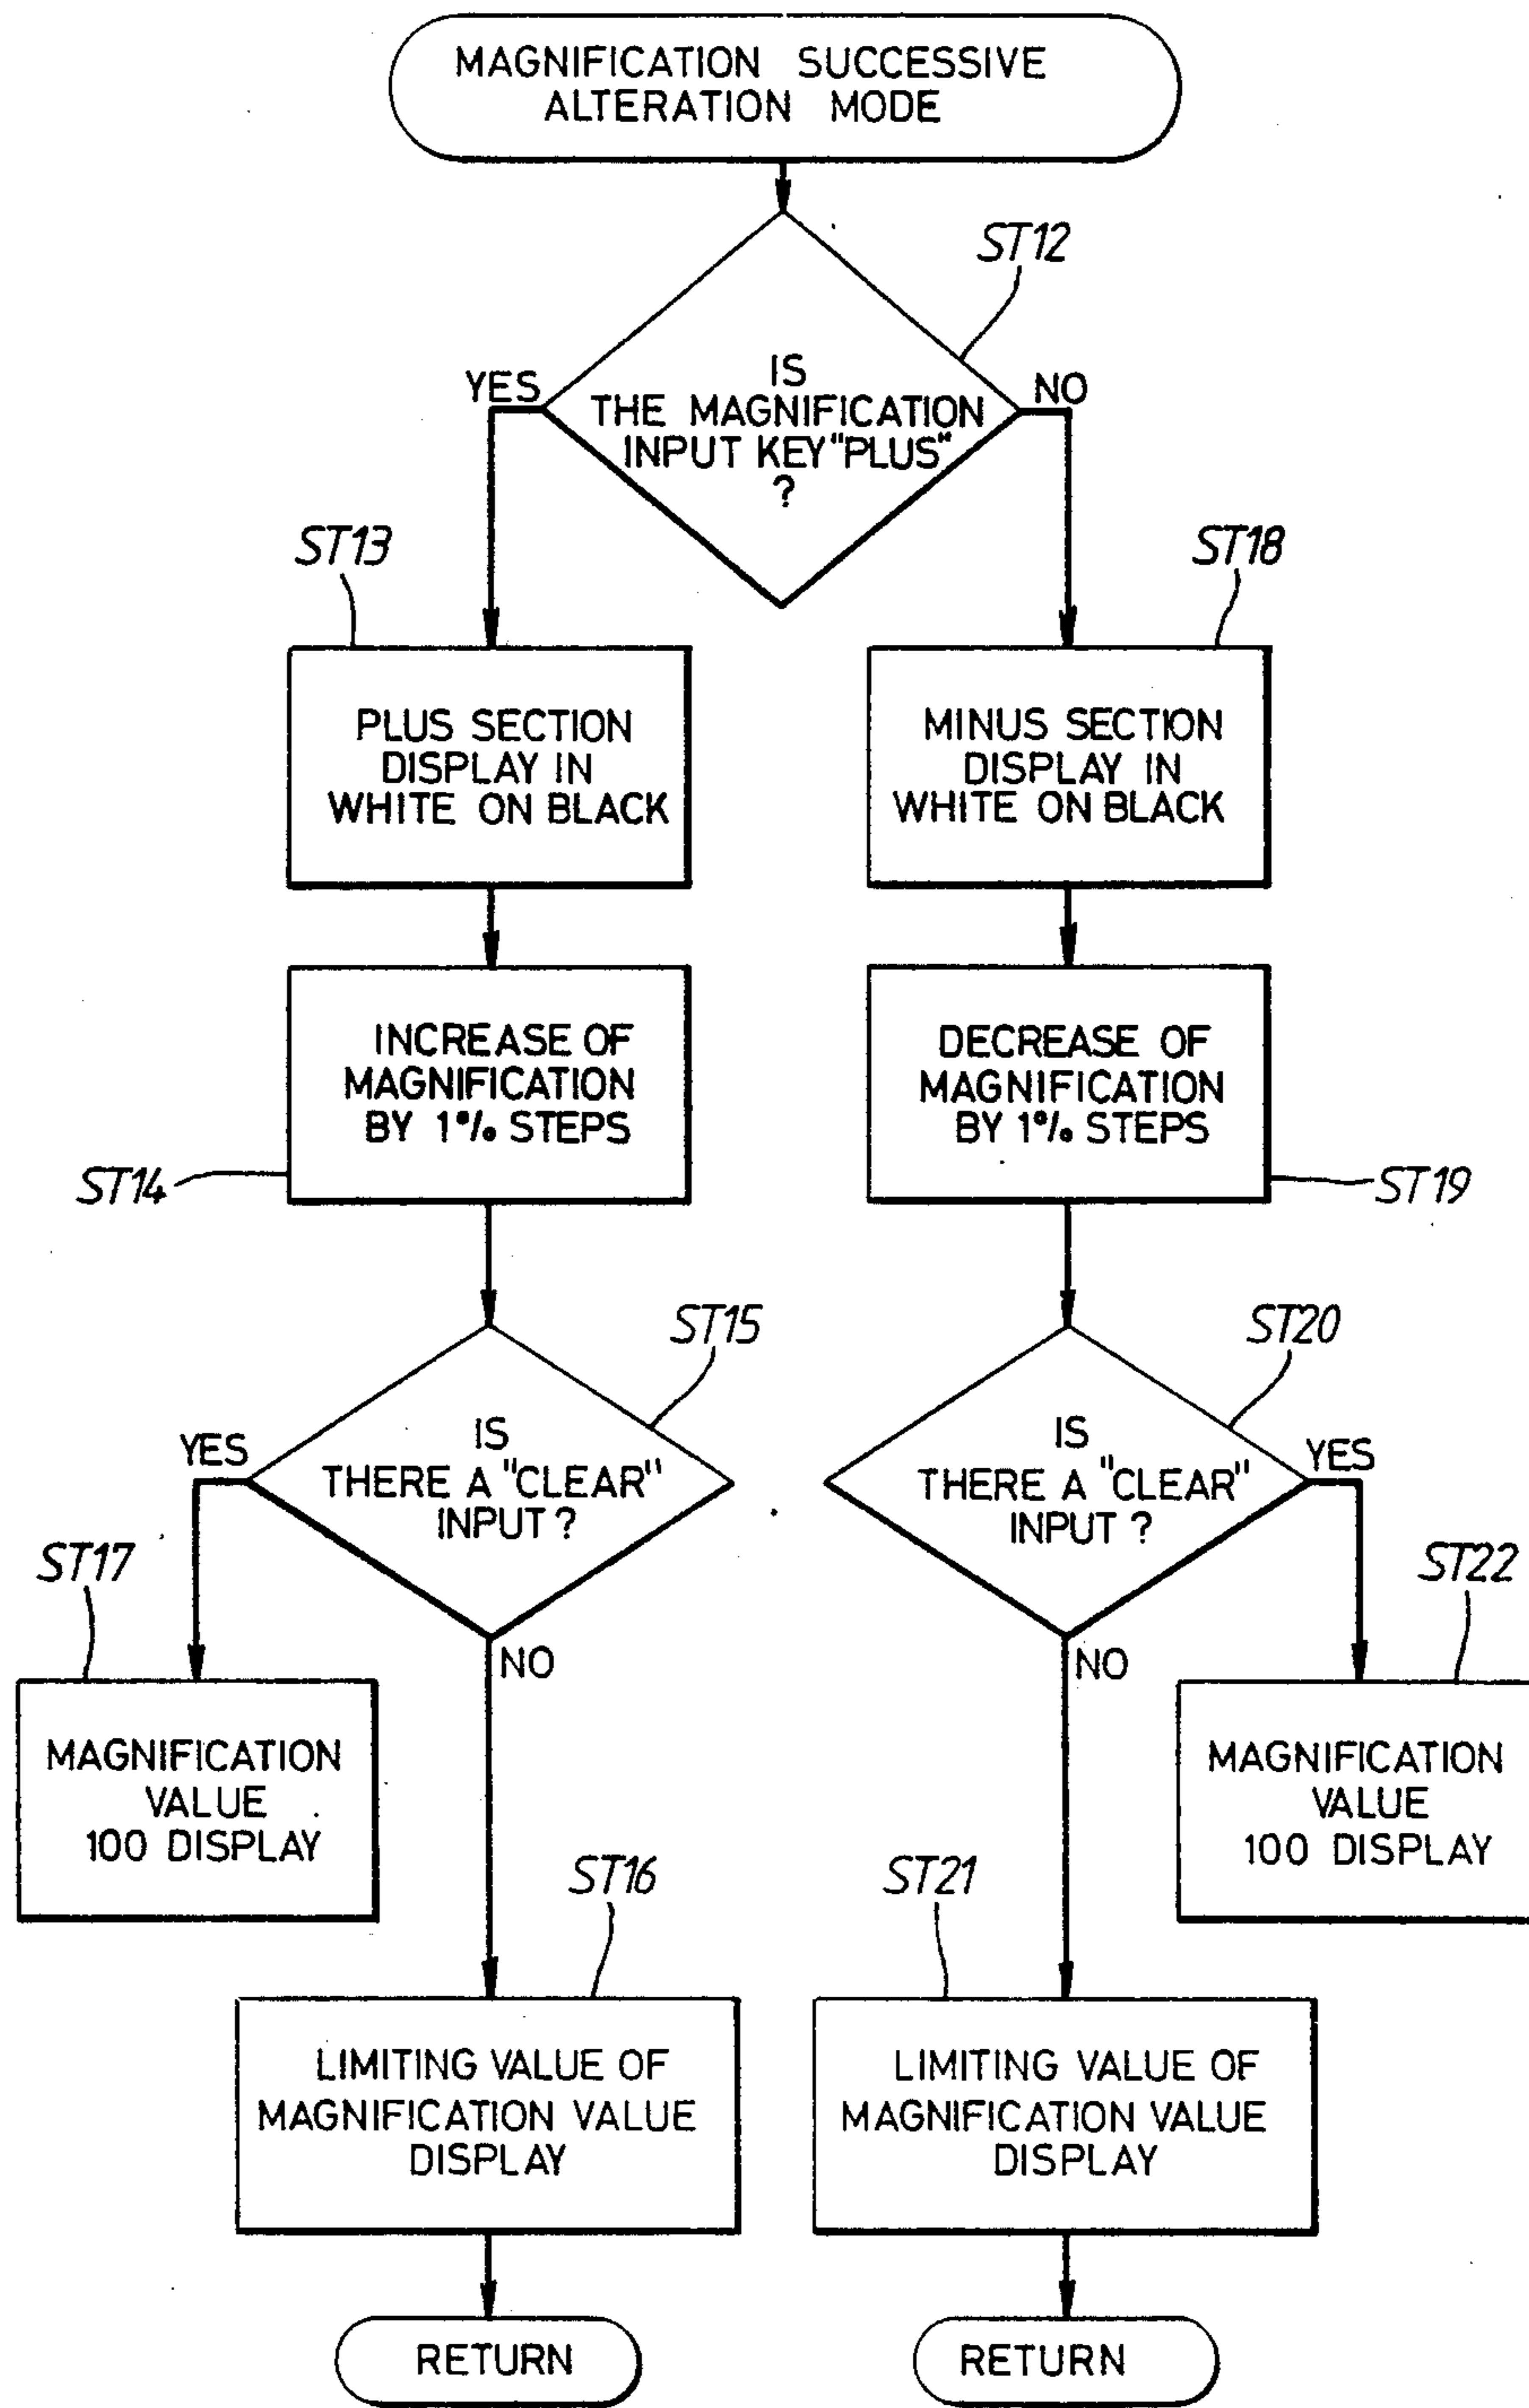 MAGNIFICATION SUCCESSIVE
ALTERATION MODE
ST12
IS
THE MAGNIFICATION
INPUT KEY "PLUS"
?
YES
NO
ST13
PLUS SECTION
DISPLAY IN
WHITE ON BLACK
ST18
MINUS SECTION
DISPLAY IN
WHITE ON BLACK
INCREASE OF
MAGNIFICATION
BY 1% STEPS
ST14
DECREASE OF
MAGNIFICATION
BY 1% STEPS
ST19
ST15
IS
THERE A "CLEAR"
INPUT ?
YES
NO
ST20
IS
THERE A "CLEAR"
INPUT ?
YES
NO
ST17
MAGNIFICATION
VALUE
100 DISPLAY
ST22
MAGNIFICATION
VALUE
100 DISPLAY
ST16
LIMITING VALUE OF
MAGNIFICATION VALUE
DISPLAY
ST21
LIMITING VALUE OF
MAGNIFICATION VALUE
DISPLAY
RETURN
RETURN